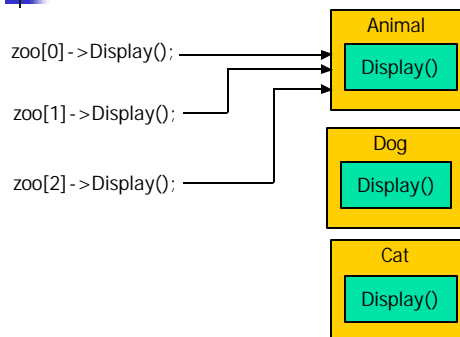 Animal
zoo[0]->Display();
Display()
zoo[1]->Display();
Dog
zoo[2]->Display();
Display()
Cat
Display()